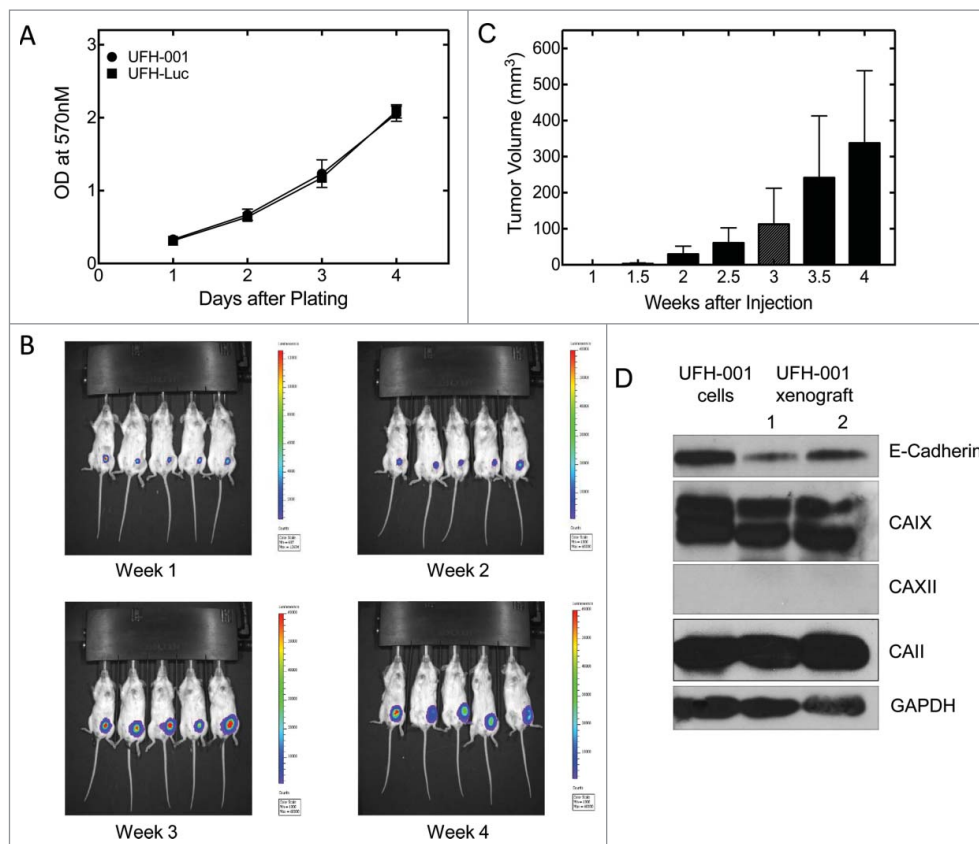 A
3
2
1
0
OD at 570nM
UFH-001
UFH-Luc
0 1 2 3 4
Days after Plating
C
600
500
400
300
200
100
0
Tumor Volume (mm³)
1 1.5 2 2.5 3 3.5 4
Weeks after Injection
B
Week 1
Week 2
Week 3
Week 4
D
UFH-001 UFH-001
cells xenograft
1 2
E-Cadherin
CAIX
CAXII
CAII
GAPDH